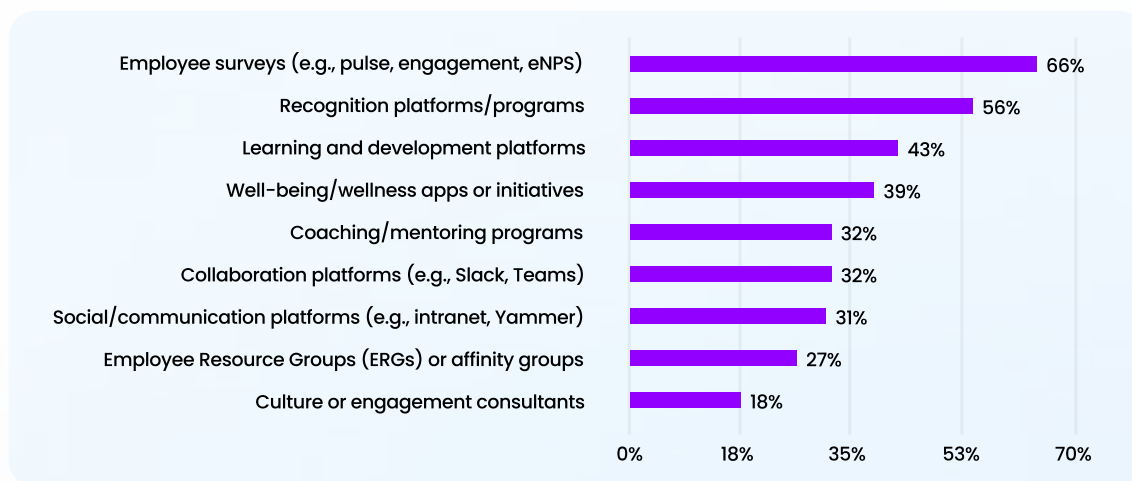 Employee surveys (e.g., pulse, engagement, eNPS) 66%
Recognition platforms/programs 56%
Learning and development platforms 43%
Well-being/wellness apps or initiatives 39%
Coaching/mentoring programs 32%
Collaboration platforms (e.g., Slack, Teams) 32%
Social/communication platforms (e.g., intranet, Yammer) 31%
Employee Resource Groups (ERGs) or affinity groups 27%
Culture or engagement consultants 18%
0% 18% 35% 53% 70%